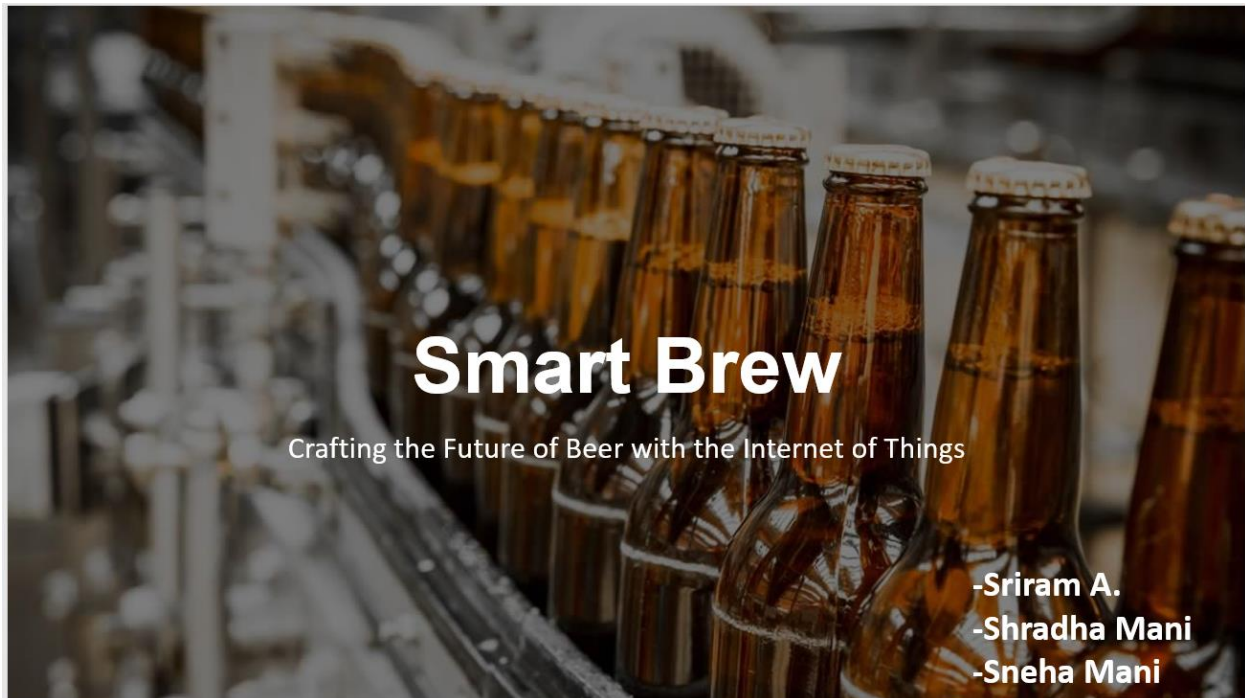 Smart Brew
Crafting the Future of Beer with the Internet of Things
-Sriram A.
-Shradha Mani
-Sneha Mani